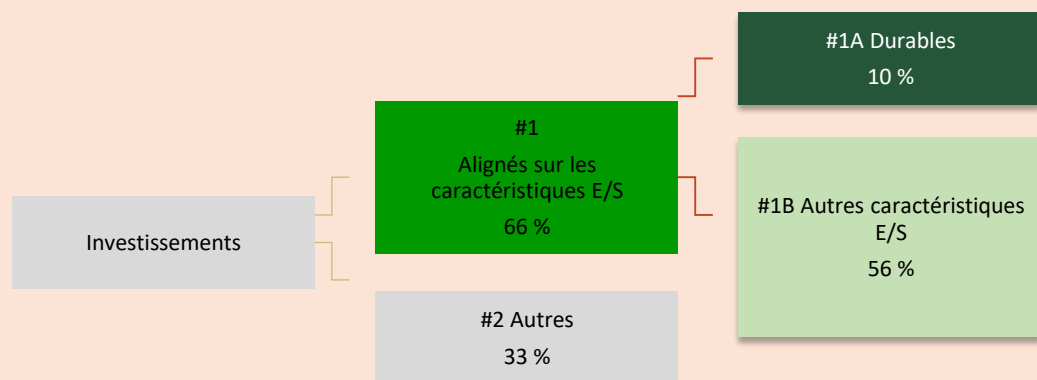 #1A Durables
10 %
#1
Alignés sur les
caractéristiques E/S
66 %
#1B Autres caractéristiques
E/S
56 %
Investissements
#2 Autres
33 %